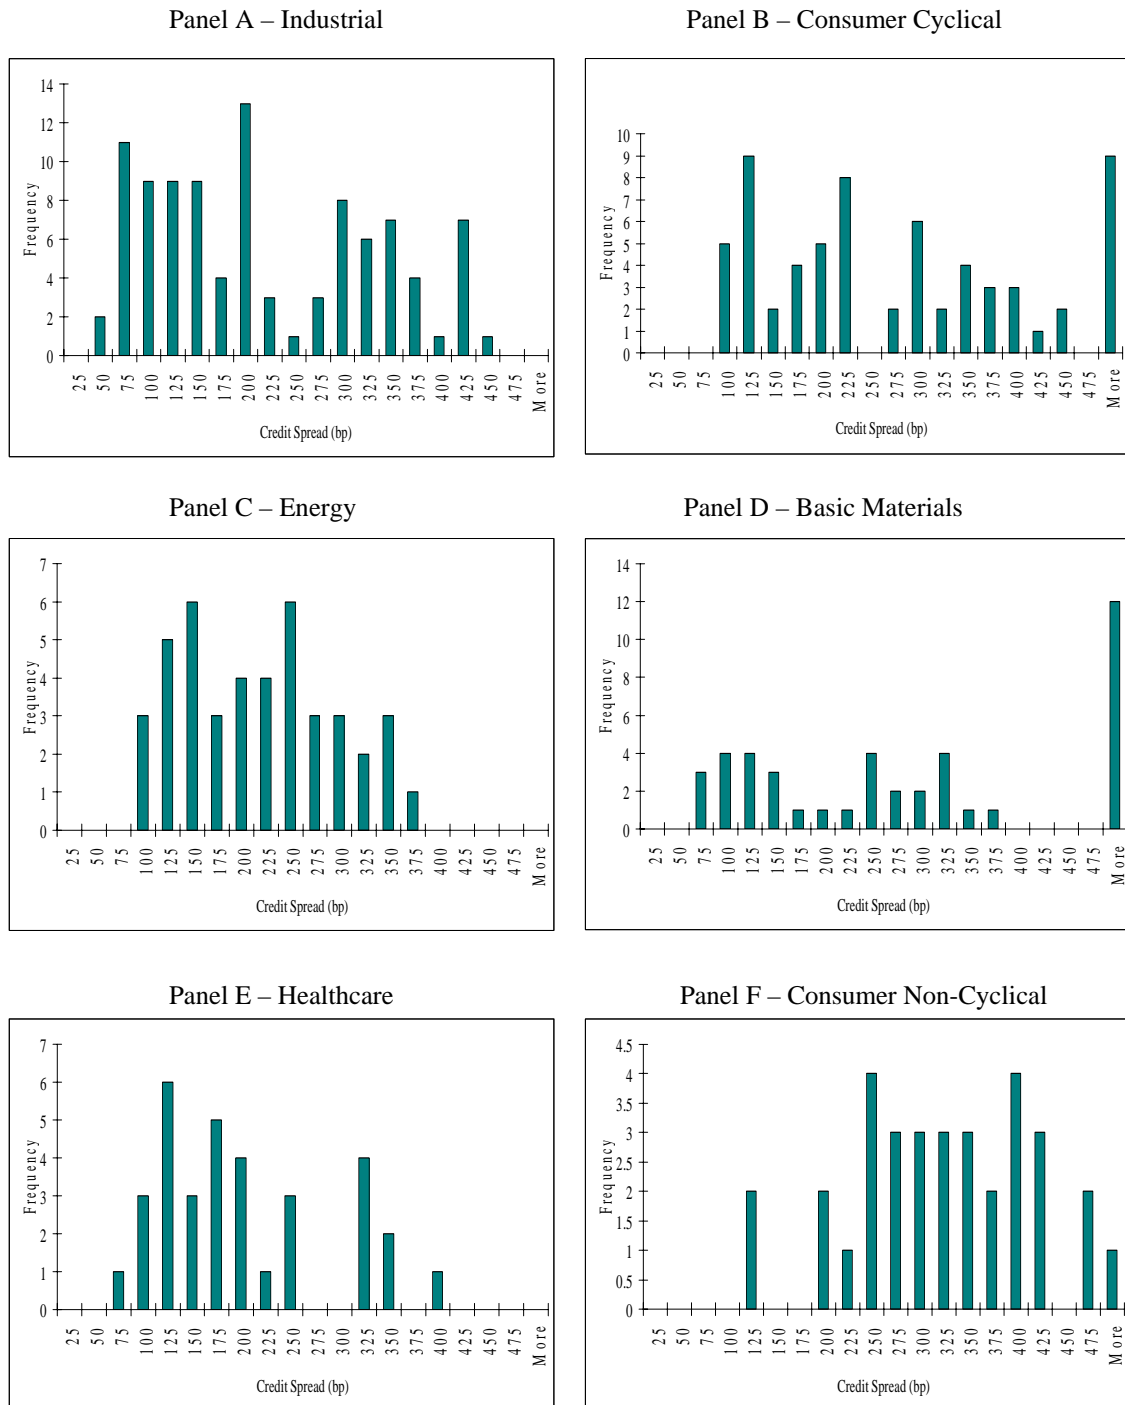 Panel A – Industrial
Panel B – Consumer Cyclical
14
12
10
8
6
4
2
0
Frequency
25 50 75 100 125 150 175 200 225 250 275 300 325 350 375 400 425 450 475 More
Credit Spread (bp)
10
9
8
7
6
5
4
3
2
1
0
Frequency
25 50 75 100 125 150 175 200 225 250 275 300 325 350 375 400 425 450 475 More
Credit Spread (bp)
Panel C – Energy
Panel D – Basic Materials
7
6
5
4
3
2
1
0
Frequency
25 50 75 100 125 150 175 200 225 250 275 300 325 350 375 400 425 450 475 More
Credit Spread (bp)
14
12
10
8
6
4
2
0
Frequency
25 50 75 100 125 150 175 200 225 250 275 300 325 350 375 400 425 450 475 More
Credit Spread (bp)
Panel E – Healthcare
Panel F – Consumer Non-Cyclical
7
6
5
4
3
2
1
0
Frequency
25 50 75 100 125 150 175 200 225 250 275 300 325 350 375 400 425 450 475 More
Credit Spread (bp)
4.5
4
3.5
3
2.5
2
1.5
1
0.5
0
Frequency
25 50 75 100 125 150 175 200 225 250 275 300 325 350 375 400 425 450 475 More
Credit Spread (bp)